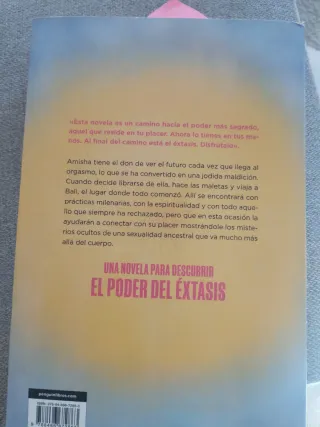 «Esta novela es un camino hacia el poder más sagrado,
aquel que reside en tu placer. Ahora lo tienes en tus ma-
nos. Al final del camino está el éxtasis. Disfrútalo».
Amisha tiene el don de ver el futuro cada vez que llega al
orgasmo, lo que se ha convertido en una jodida maldición.
Cuando decide librarse de ella, hace las maletas y viaja a
Bali, el lugar donde todo comenzó. Allí se encontrará con
prácticas milenarias, con la espiritualidad y con todo aque-
llo que siempre ha rechazado, pero que en esta ocasión la
ayudarán a conectar con su placer mostrándole los miste-
rios ocultos de una sexualidad ancestral que va mucho más
allá del cuerpo.
UNA NOVELA PARA DESCUBRIR
EL PODER DEL ÉXTASIS
penguinlibros.com